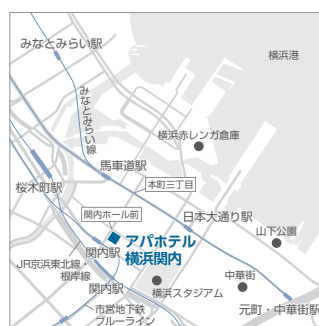 みなとみらい駅
横浜港
みなとみらい線
横浜赤レンガ倉庫
馬車道駅
桜木町駅
本町三丁目
関内ホール前
日本大通り駅
山下公園
アパホテル
横浜関内
関内駅
JR京浜東北線・
根岸線
関内駅
中華街
横浜スタジアム
元町・中華街駅
市営地下鉄
ブルーライン